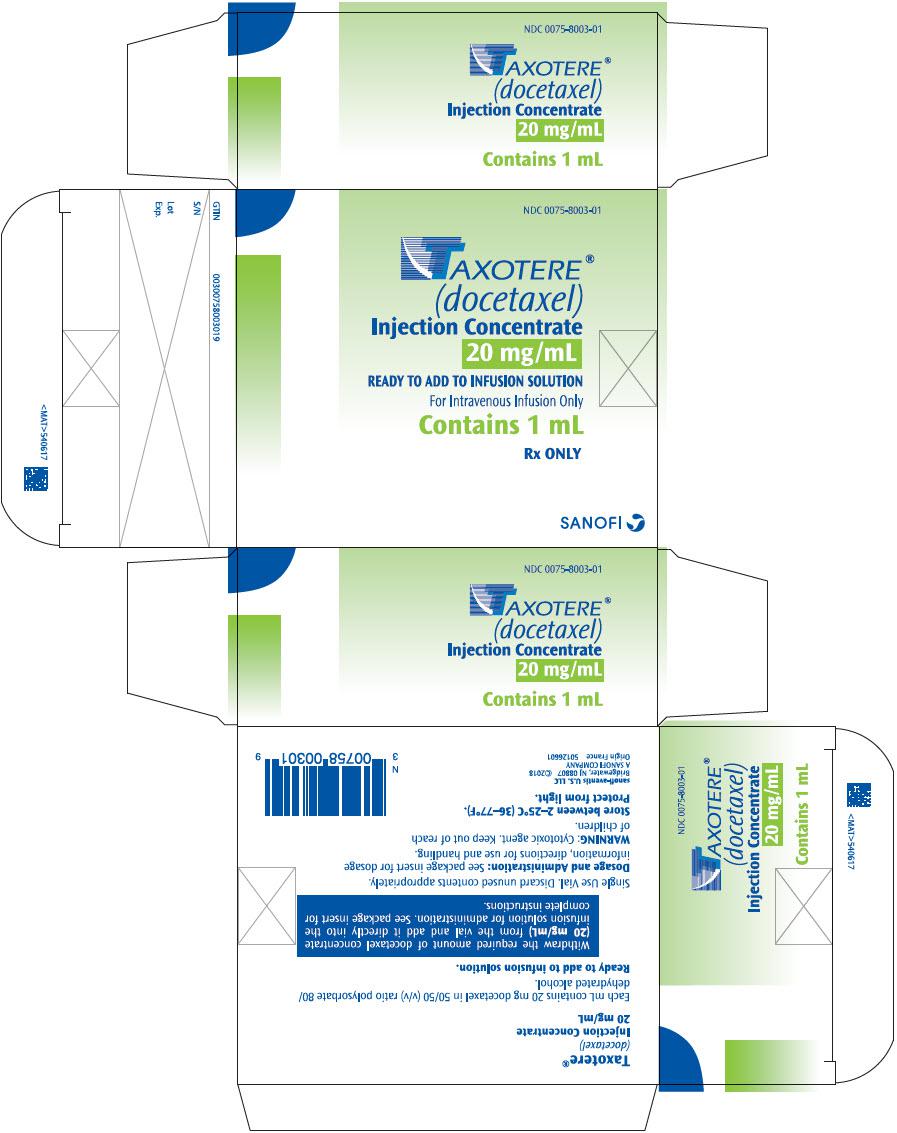 NDC 0075-8003-01
TAXOTERE®
(docetaxel)
Injection Concentrate
20 mg/mL
Contains 1 mL
NDC 0075-8003-01
TAXOTERE®
(docetaxel)
Injection Concentrate
20 mg/mL
READY TO ADD TO INFUSION SOLUTION
For Intravenous Infusion Only
Contains 1 mL
Rx ONLY
SANOFI
GTIN 00300758003019
S/N
Lot
Exp.
<MAT>540617
NDC 0075-8003-01
TAXOTERE®
(docetaxel)
Injection Concentrate
20 mg/mL
Contains 1 mL
Taxotere®
(docetaxel)
Injection Concentrate
20 mg/mL
Each mL contains 20 mg docetaxel in 50/50 (v/v) ratio polysorbate 80/
dehydrated alcohol.
Ready to add to infusion solution.
Withdraw the required amount of docetaxel concentrate
(20 mg/mL) from the vial and add it directly into the
infusion solution for administration. See package insert for
complete instructions.
Single Use Vial. Discard unused contents appropriately.
Dosage and Administration: See package insert for dosage
information, directions for use and handling.
WARNING: Cytotoxic agent. Keep out of reach
of children.
Store between 2–25°C (36–77°F).
Protect from light.
sanofi-aventis U.S. LLC
Bridgewater, NJ 08807 ©2018
A SANOFI COMPANY
Origin France 50126601
N
3 00758 00301 9
NDC 0075-8003-01
TAXOTERE®
(docetaxel)
Injection Concentrate
20 mg/mL
Contains 1 mL
<MAT>540617